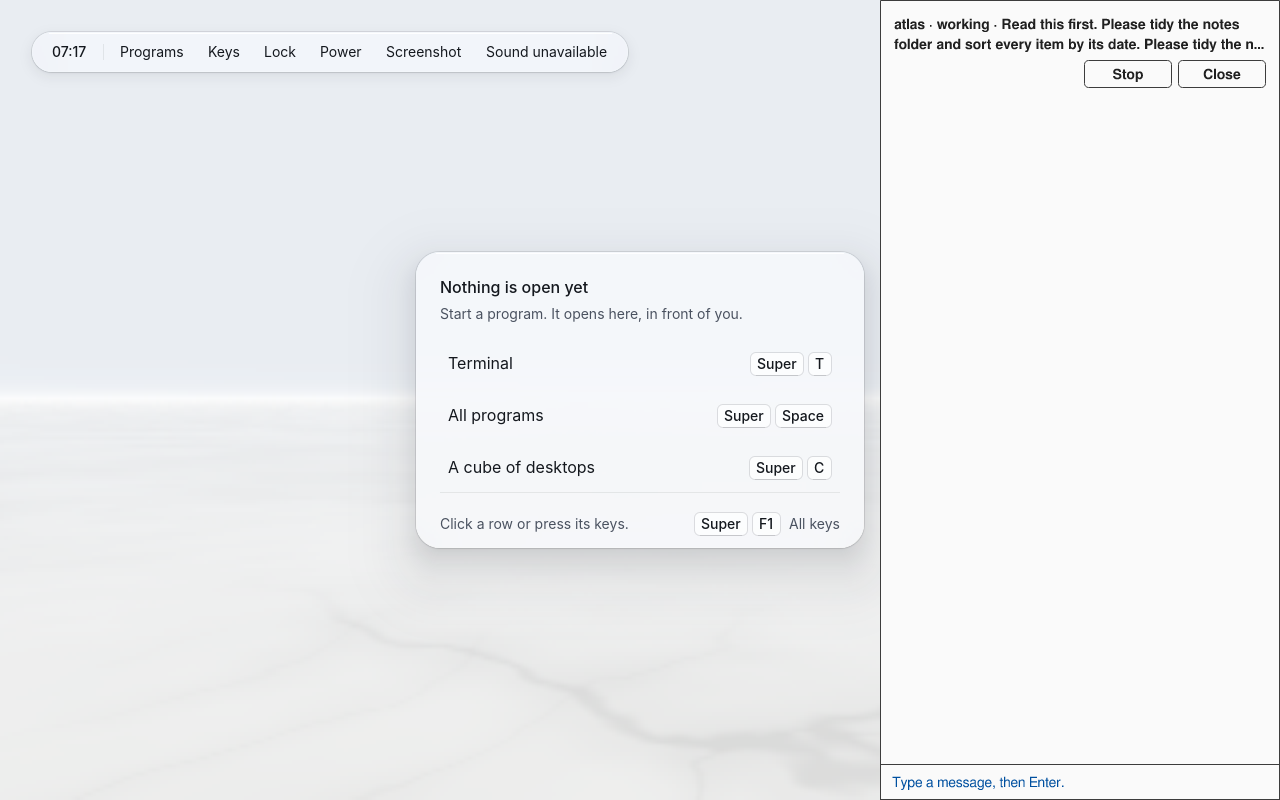 07:17 Programs Keys Lock Power Screenshot Sound unavailable
Nothing is open yet
Start a program. It opens here, in front of you.
Terminal Super T
All programs Super Space
A cube of desktops Super C
Click a row or press its keys. Super F1 All keys
atlas · working · Read this first. Please tidy the notes
folder and sort every item by its date. Please tidy the n...
Stop Close
Type a message, then Enter.